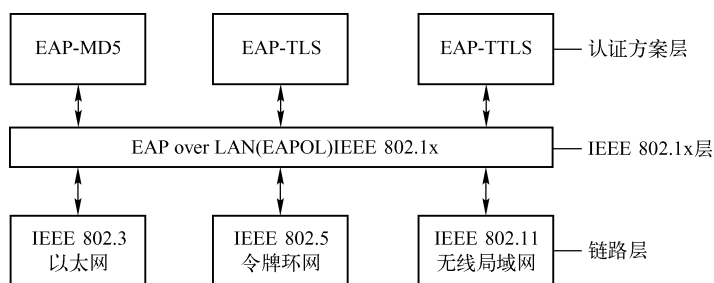 EAP-MD5
EAP-TLS
EAP-TTLS
认证方案层
EAP over LAN(EAPOL)IEEE 802.1x
IEEE 802.1x层
IEEE 802.3
以太网
IEEE 802.5
令牌环网
IEEE 802.11
无线局域网
链路层